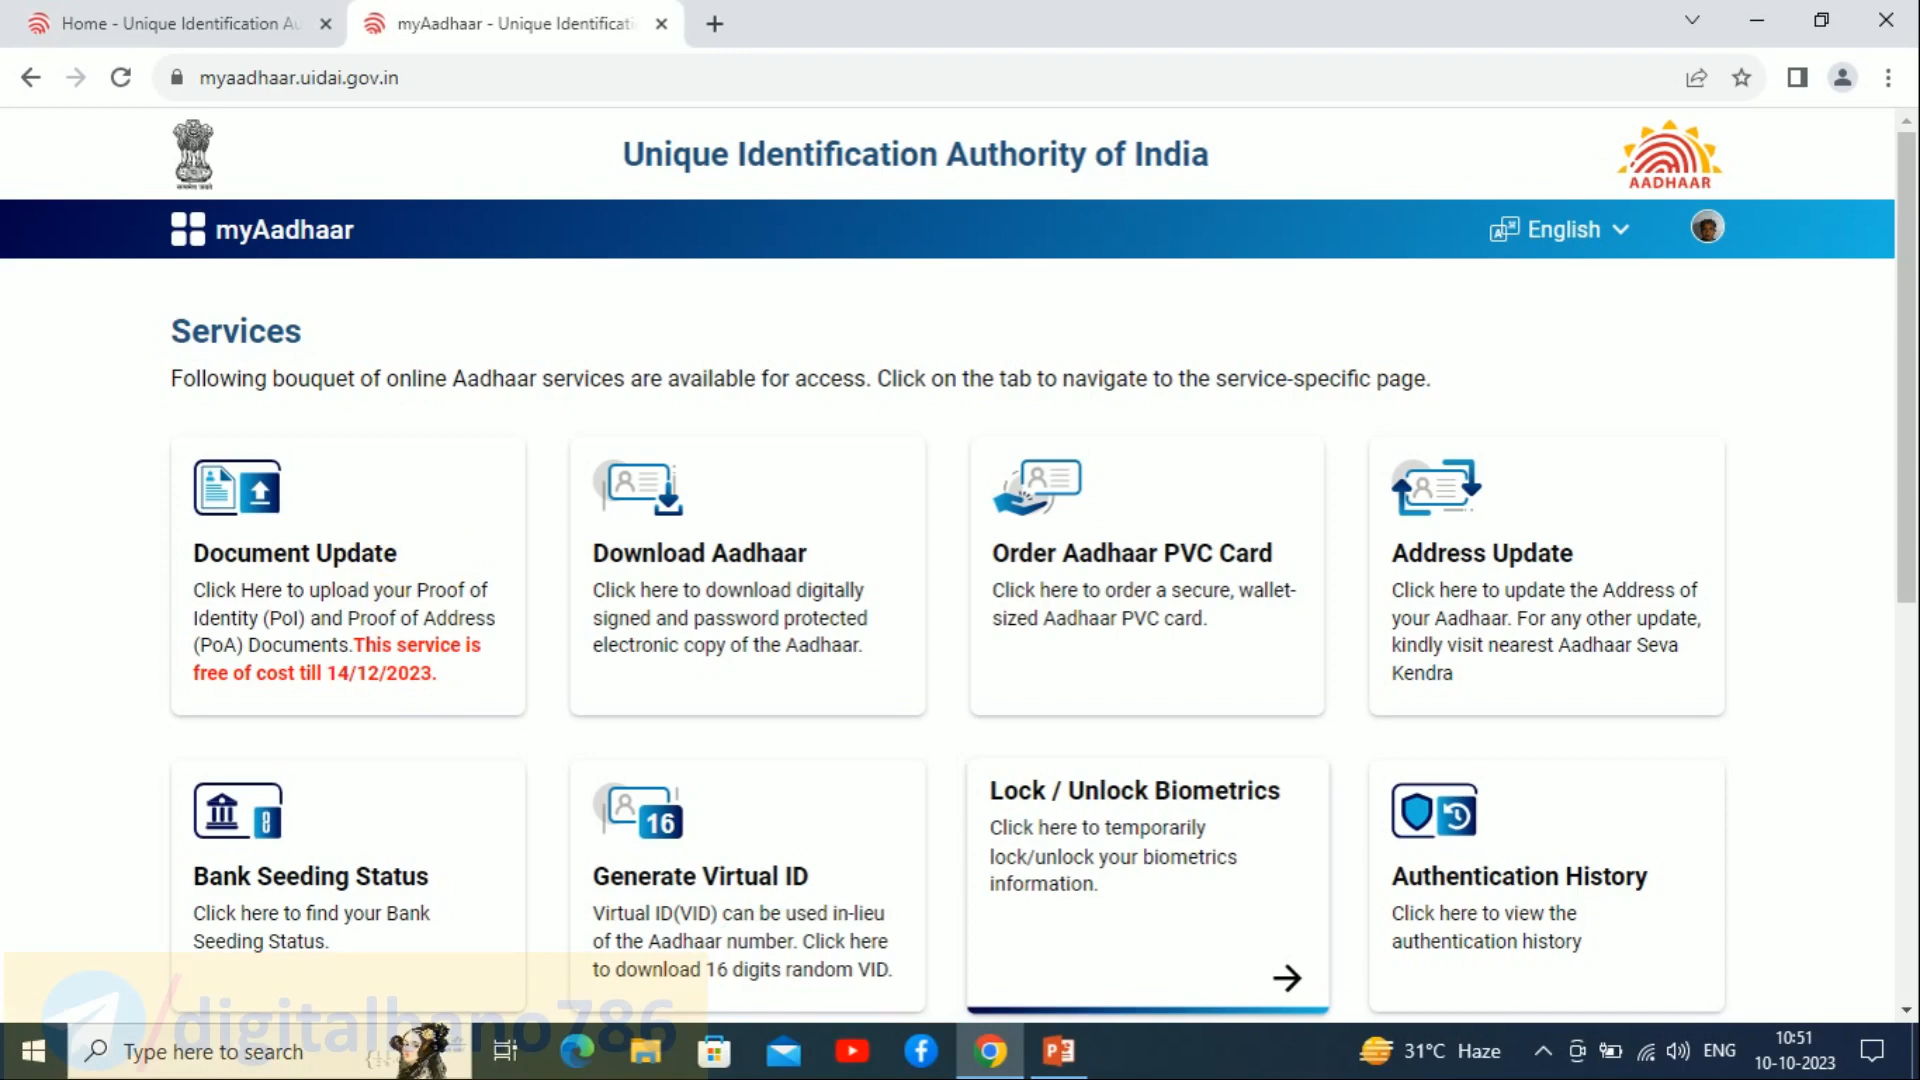 Home - Unique Identification Au
myAadhaar - Unique Identificati
myaadhaar.uidai.gov.in
Unique Identification Authority of India
AADHAAR
myAadhaar
English
Services
Following bouquet of online Aadhaar services are available for access. Click on the tab to navigate to the service-specific page.
Document Update
Click Here to upload your Proof of
Identity (PoI) and Proof of Address
(PoA) Documents.This service is
free of cost till 14/12/2023.
Download Aadhaar
Click here to download digitally
signed and password protected
electronic copy of the Aadhaar.
Order Aadhaar PVC Card
Click here to order a secure, wallet-
sized Aadhaar PVC card.
Address Update
Click here to update the Address of
your Aadhaar. For any other update,
kindly visit nearest Aadhaar Seva
Kendra
8
Bank Seeding Status
Click here to find your Bank
Seeding Status.
16
Generate Virtual ID
Virtual ID(VID) can be used in-lieu
of the Aadhaar number. Click here
to download 16 digits random VID.
Lock / Unlock Biometrics
Click here to temporarily
lock/unlock your biometrics
information.
Authentication History
Click here to view the
authentication history
/digitalbano786
Type here to search
31°C Haze
ENG
10:51
10-10-2023